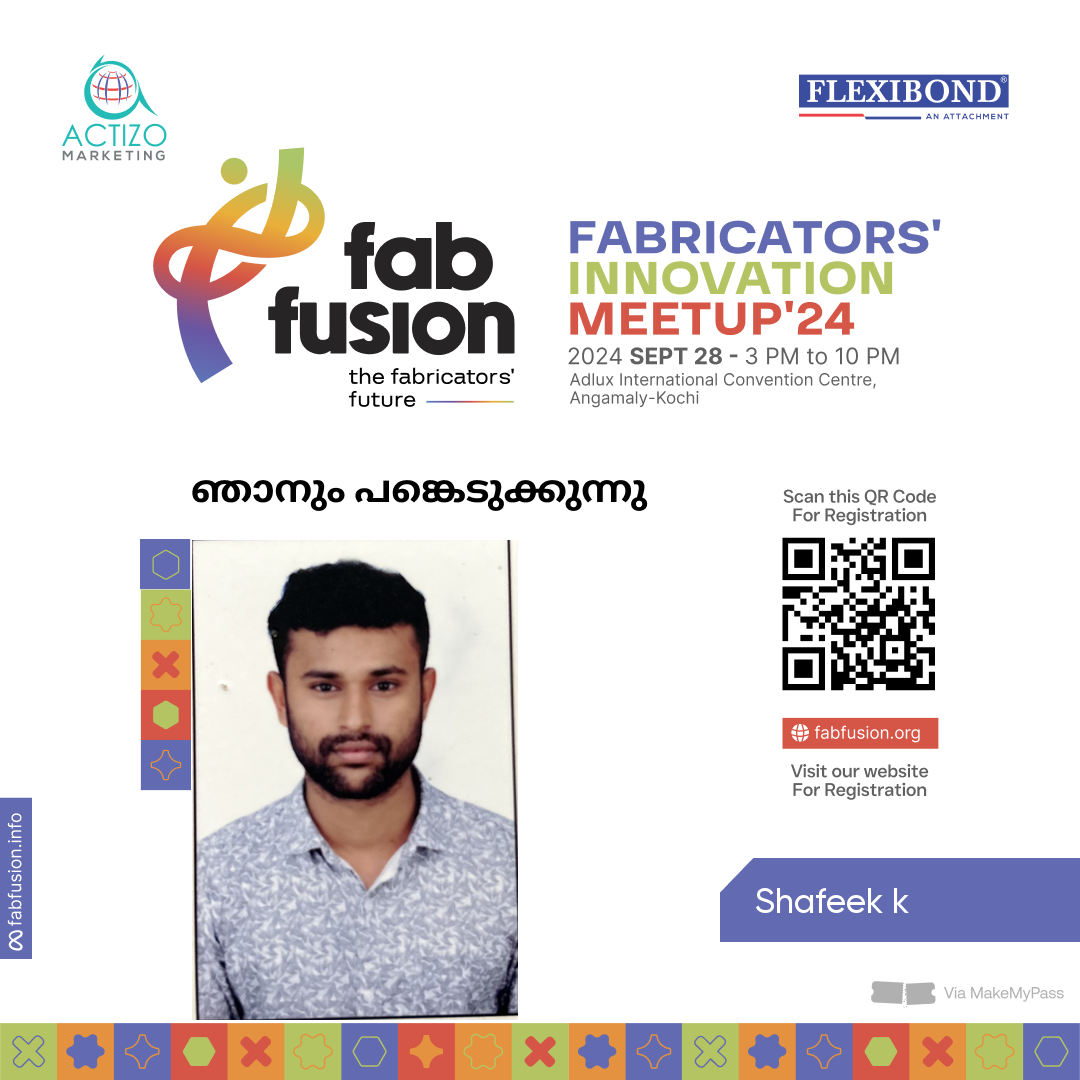 ACTIZO
MARKETING
FLEXIBOND®
AN ATTACHMENT
fab
fusion
the fabricators'
future
FABRICATORS'
INNOVATION
MEETUP'24
2024 SEPT 28 - 3 PM to 10 PM
Adlux International Convention Centre,
Angamaly-Kochi
ഞാനും പങ്കെടുക്കുന്നു
Scan this QR Code
For Registration
fabfusion.org
Visit our website
For Registration
fabfusion.info
Shafeek k
Via MakeMyPass